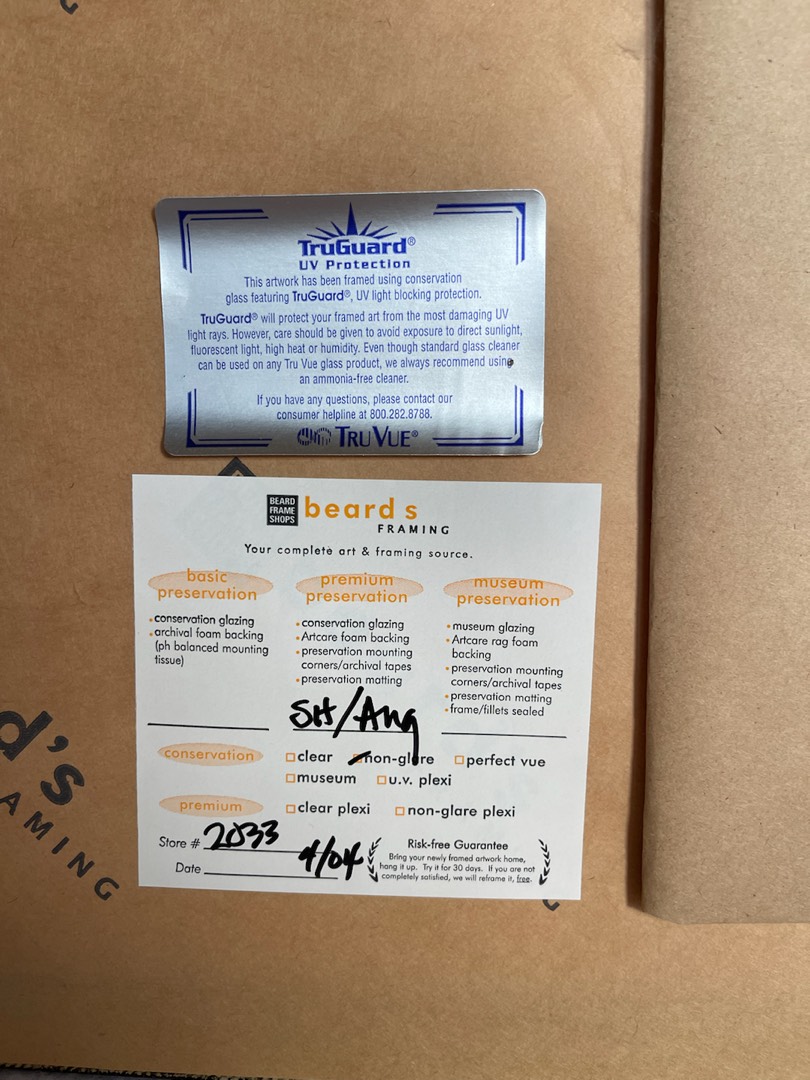 TruGuard®
UV Protection
This artwork has been framed using conservation
glass featuring TruGuard®, UV light blocking protection.
TruGuard® will protect your framed art from the most damaging UV
light rays. However, care should be given to avoid exposure to direct sunlight,
fluorescent light, high heat or humidity. Even though standard glass cleaner
can be used on any Tru Vue glass product, we always recommend using
an ammonia-free cleaner.
If you have any questions, please contact our
consumer helpline at 800.282.8788.
TRU VUE®
BEARD
FRAME
SHOPS
beard s
FRAMING
Your complete art & framing source.
basic
preservation
• conservation glazing
• archival foam backing
(ph balanced mounting
tissue)
premium
preservation
• conservation glazing
• Artcare foam backing
• preservation mounting
corners/archival tapes
• preservation matting
SH/Ang
museum
preservation
• museum glazing
• Artcare rag foam
backing
• preservation mounting
corners/archival tapes
• preservation matting
• frame/fillets sealed
conservation
clear non-glare perfect vue
museum u.v. plexi
premium
clear plexi non-glare plexi
Store # 2033
Date 4/04
Risk-free Guarantee
Bring your newly framed artwork home,
hang it up. Try it for 30 days. If you are not
completely satisfied, we will reframe it, free.
d's
AMING